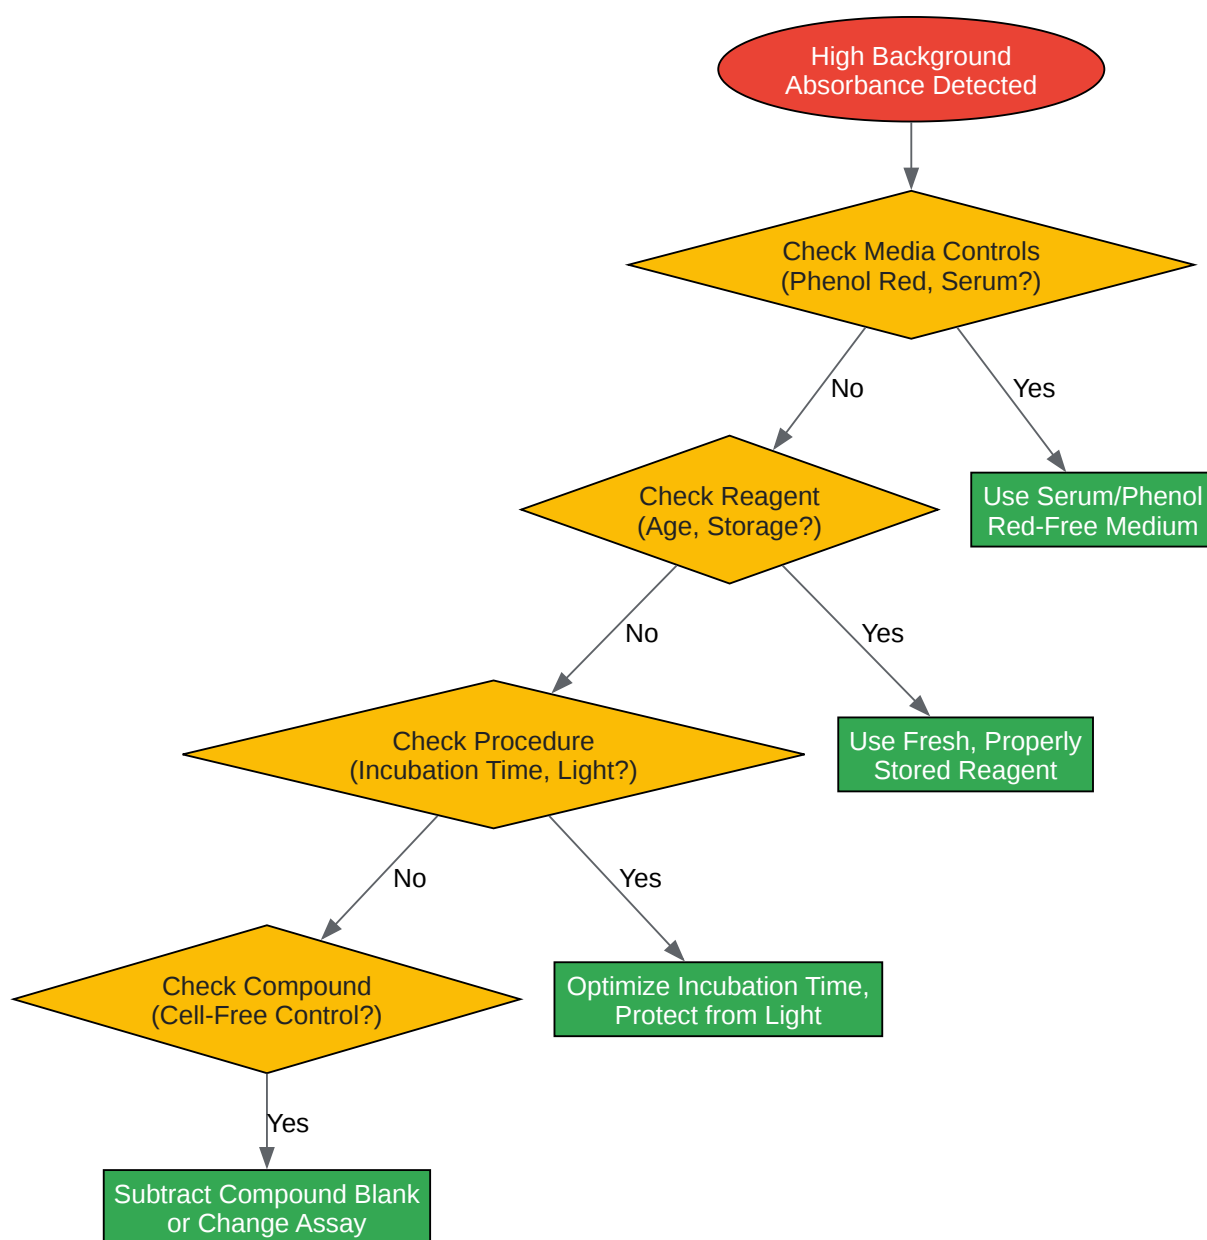 High Background
Absorbance Detected
Check Media Controls
(Phenol Red, Serum?)
No
Yes
Check Reagent
(Age, Storage?)
Use Serum/Phenol
Red-Free Medium
No
Yes
Check Procedure
(Incubation Time, Light?)
Use Fresh, Properly
Stored Reagent
No
Yes
Check Compound
(Cell-Free Control?)
Optimize Incubation Time,
Protect from Light
Yes
Subtract Compound Blank
or Change Assay